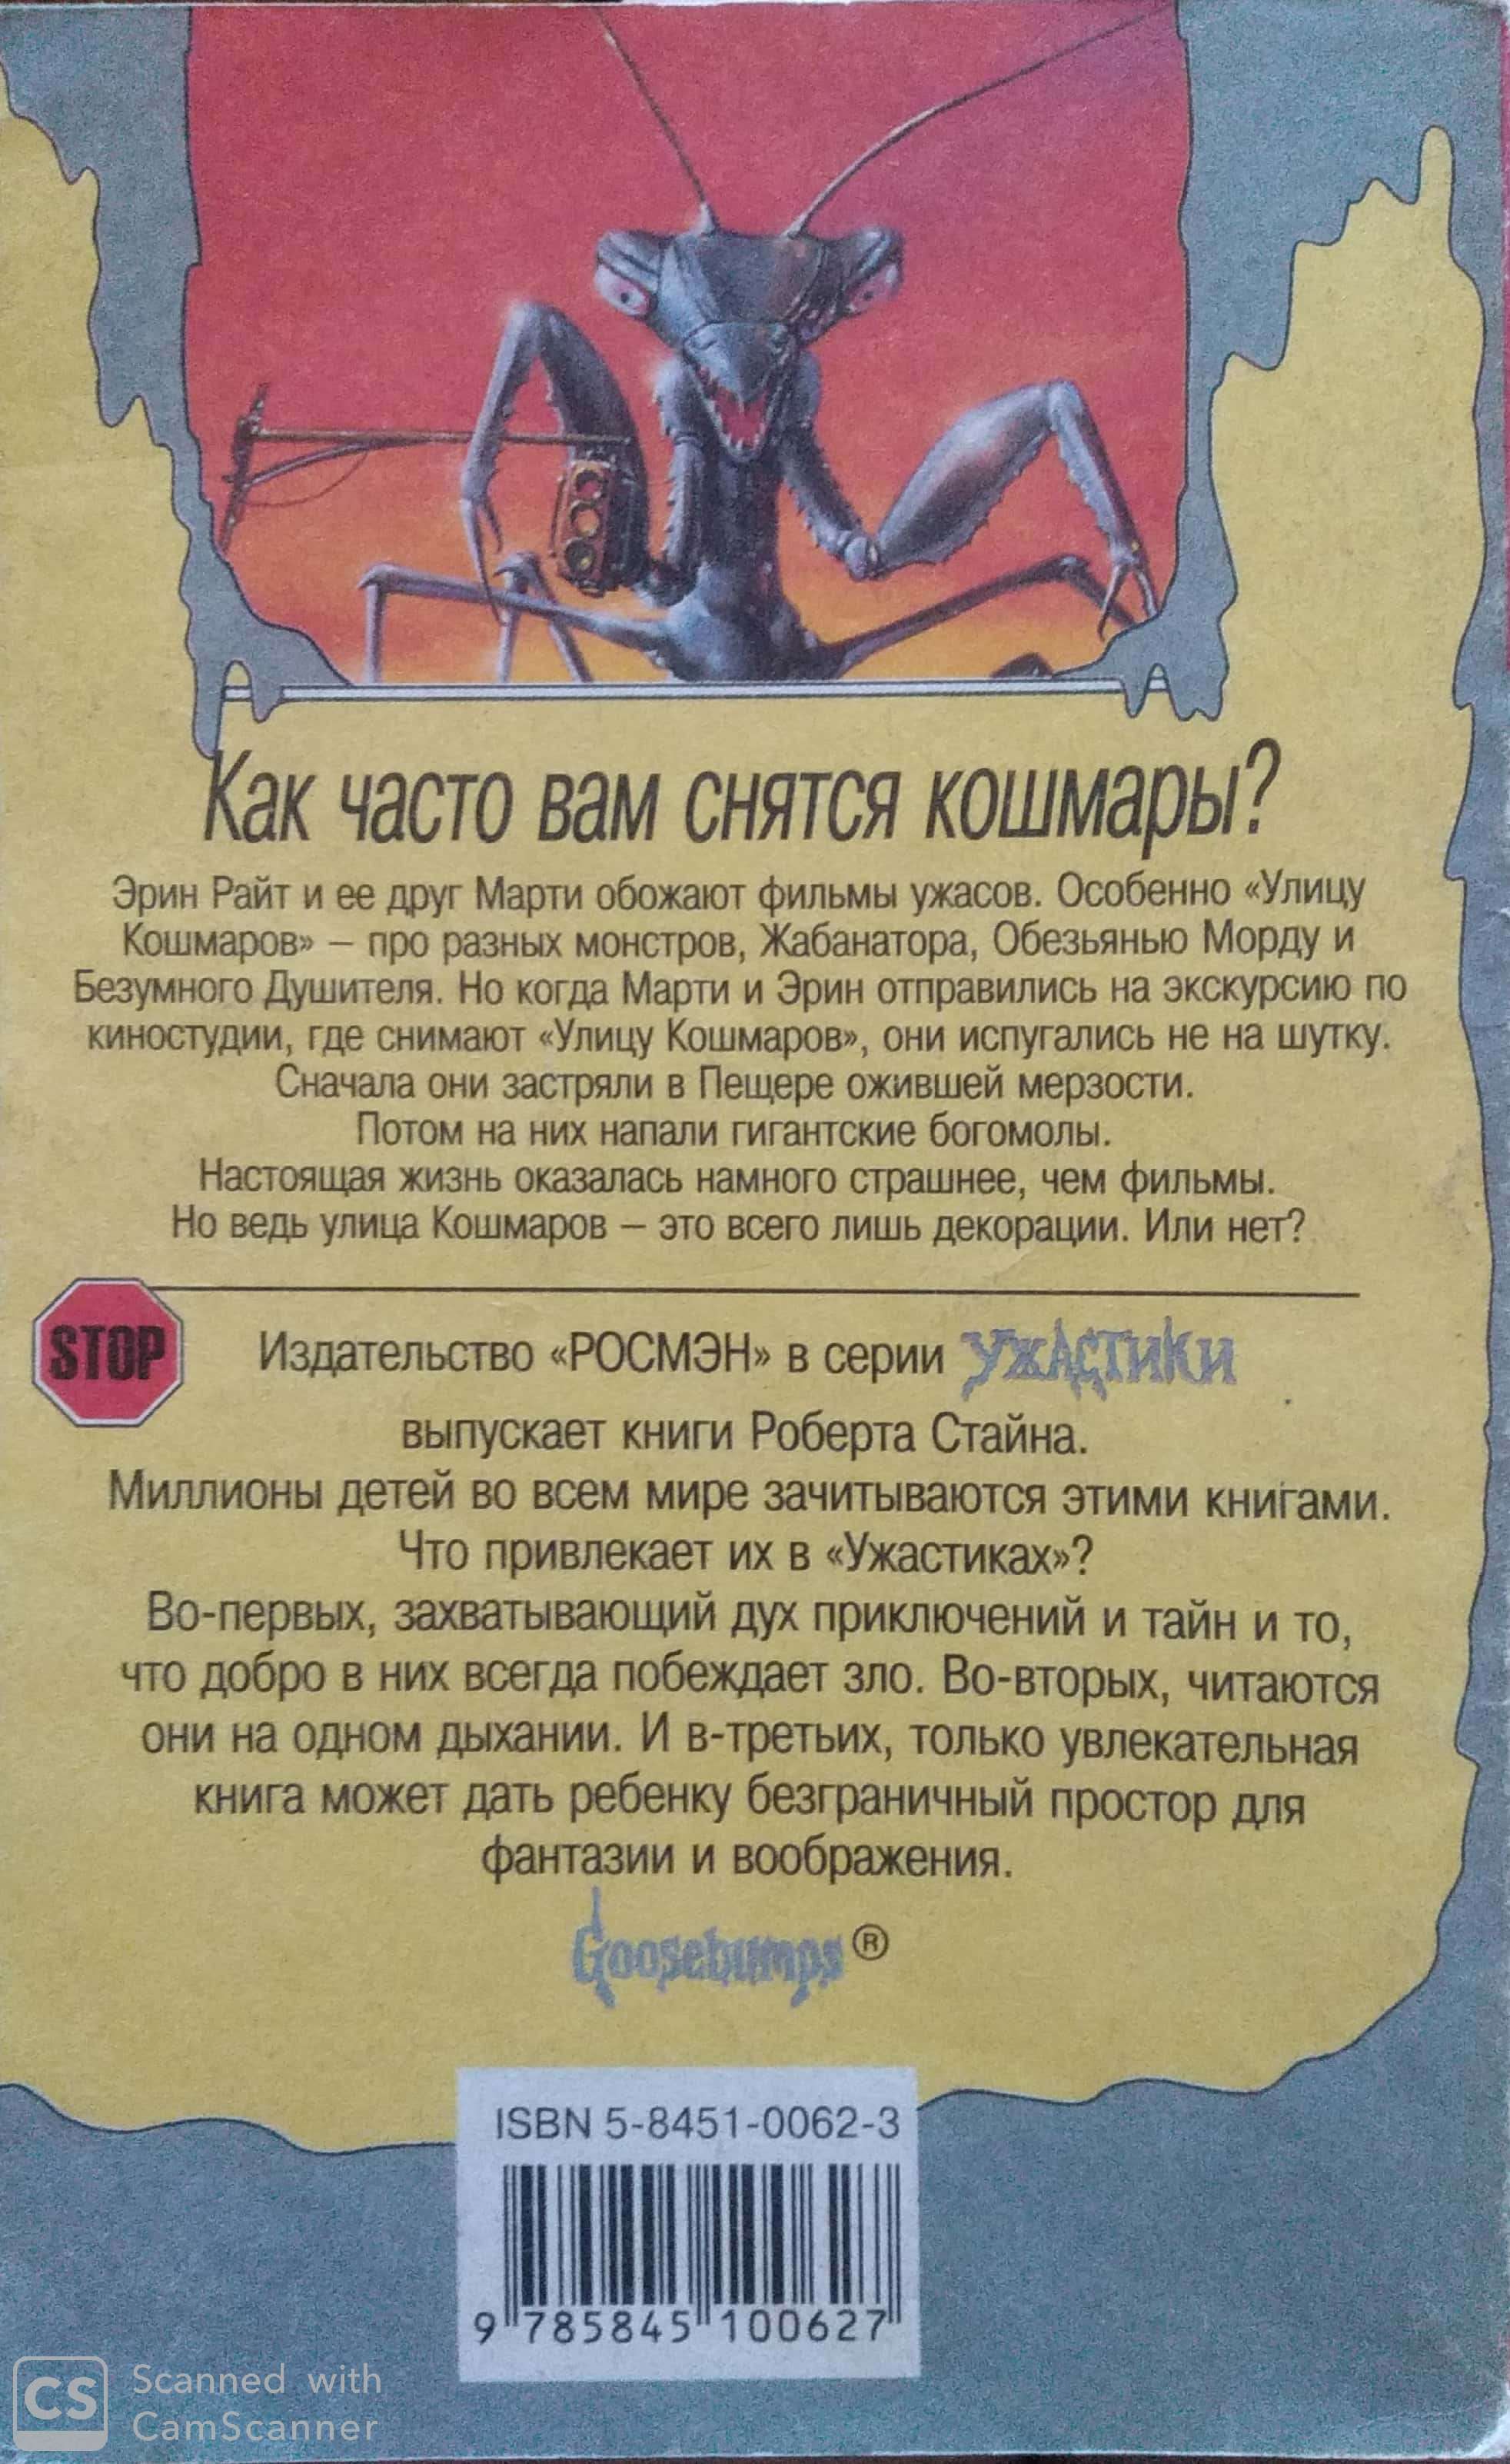 Как часто вам снятся кошмары?
Эрин Райт и ее друг Марти обожают фильмы ужасов. Особенно «Улицу
Кошмаров» – про разных монстров, Жабанатора, Обезьянью Морду и
Безумного Душителя. Но когда Марти и Эрин отправились на экскурсию по
киностудии, где снимают «Улицу Кошмаров», они испугались не на шутку.
Сначала они застряли в Пещере ожившей мерзости.
Потом на них напали гигантские богомолы.
Настоящая жизнь оказалась намного страшнее, чем фильмы.
Но ведь улица Кошмаров – это всего лишь декорации. Или нет?
STOP
Издательство «РОСМЭН» в серии УЖАСТИКИ
выпускает книги Роберта Стайна.
Миллионы детей во всем мире зачитываются этими книгами.
Что привлекает их в «Ужастиках»?
Во-первых, захватывающий дух приключений и тайн и то,
что добро в них всегда побеждает зло. Во-вторых, читаются
они на одном дыхании. И в-третьих, только увлекательная
книга может дать ребенку безграничный простор для
фантазии и воображения.
Goosebumps®
ISBN 5-8451-0062-3
9 785845 100627
CS
Scanned with
CamScanner